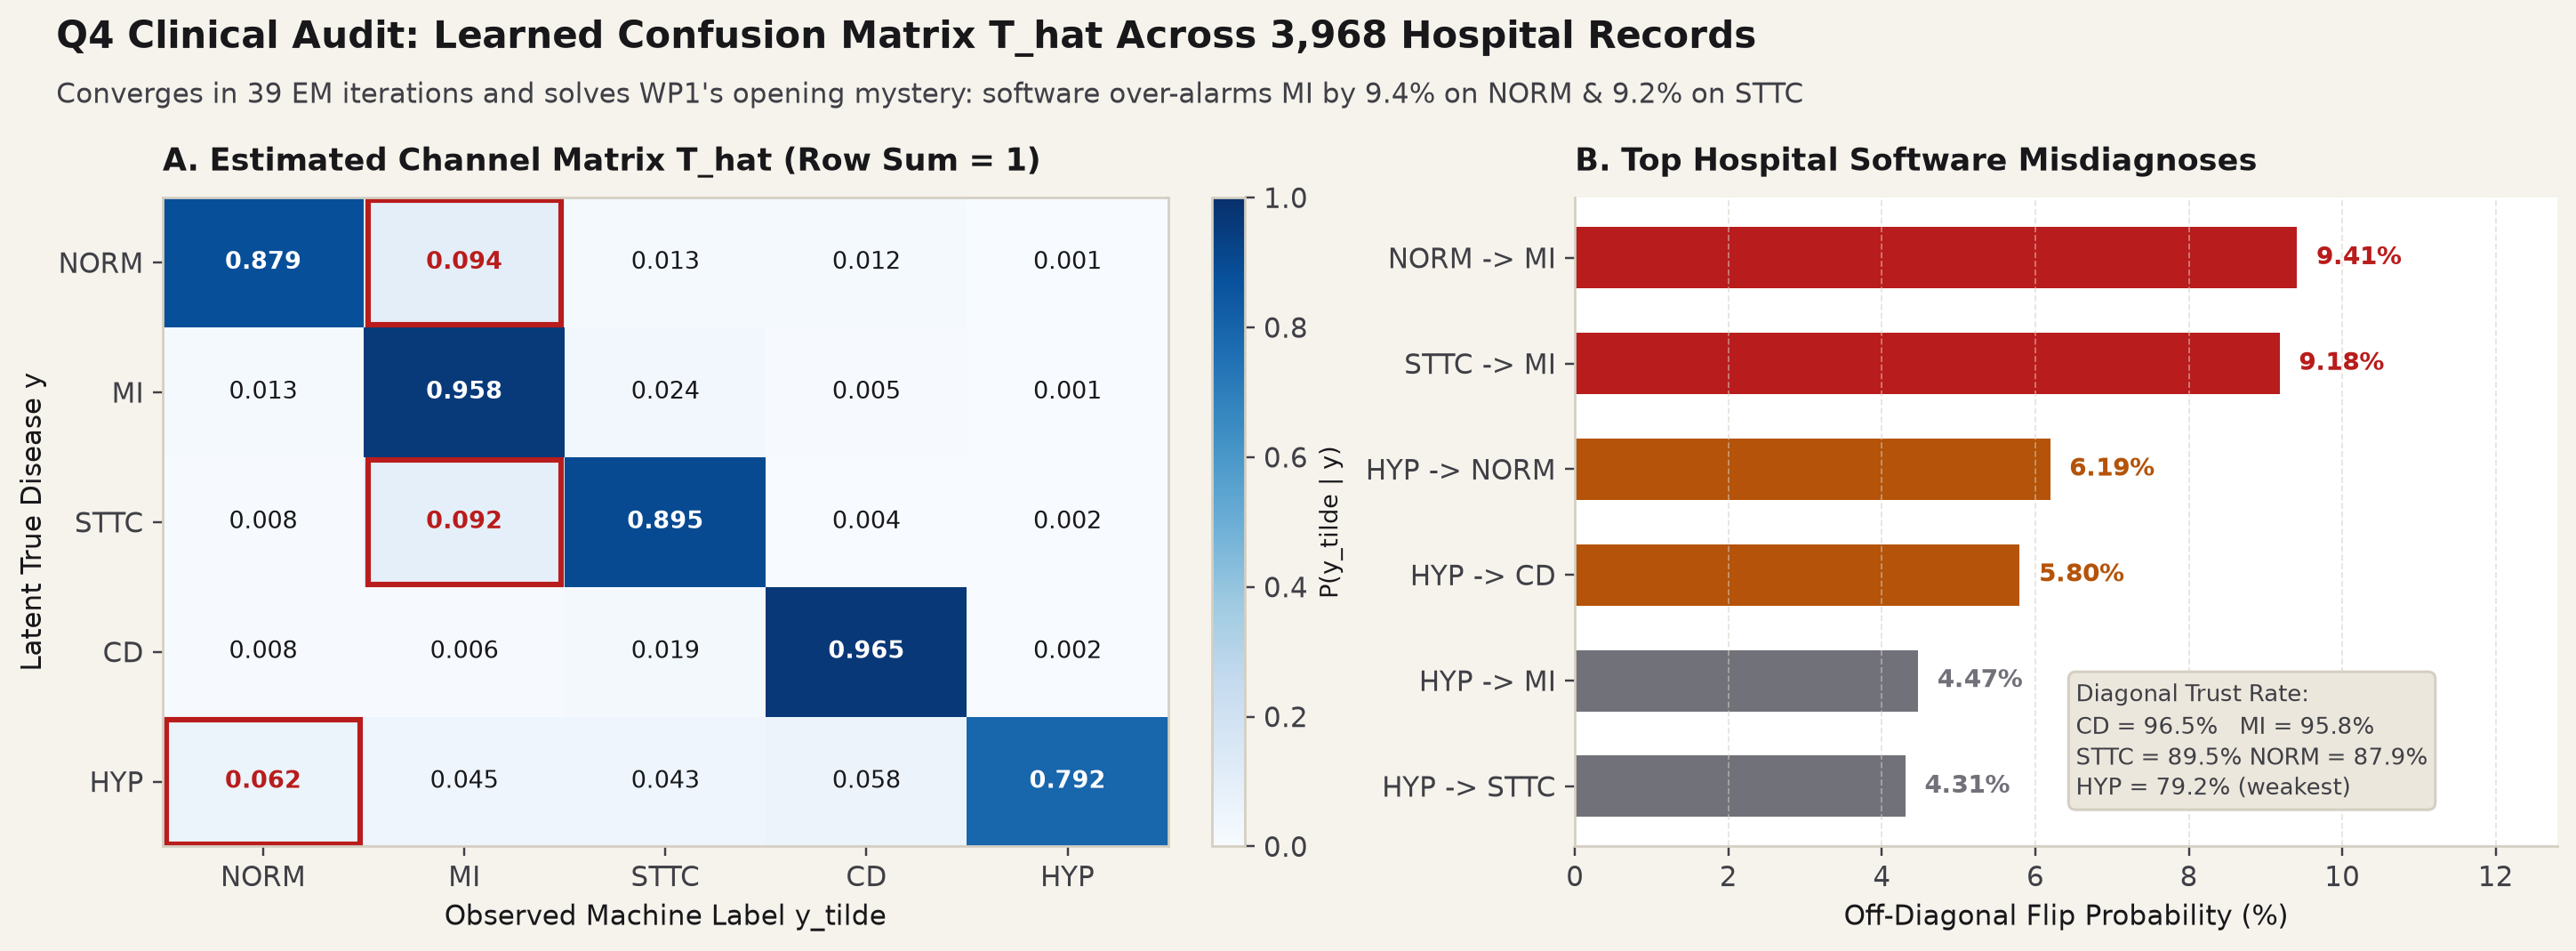 Q4 Clinical Audit: Learned Confusion Matrix T_hat Across 3,968 Hospital Records
Converges in 39 EM iterations and solves WP1's opening mystery: software over-alarms MI by 9.4% on NORM & 9.2% on STTC
A. Estimated Channel Matrix T_hat (Row Sum = 1)
Latent True Disease y
NORM 0.879 0.094 0.013 0.012 0.001
MI 0.013 0.958 0.024 0.005 0.001
STTC 0.008 0.092 0.895 0.004 0.002
CD 0.008 0.006 0.019 0.965 0.002
HYP 0.062 0.045 0.043 0.058 0.792
NORM MI STTC CD HYP
Observed Machine Label y_tilde
1.0
0.8
0.6
0.4
0.2
0.0
P(y_tilde | y)
B. Top Hospital Software Misdiagnoses
NORM -> MI 9.41%
STTC -> MI 9.18%
HYP -> NORM 6.19%
HYP -> CD 5.80%
HYP -> MI 4.47%
HYP -> STTC 4.31%
Diagonal Trust Rate:
CD = 96.5% MI = 95.8%
STTC = 89.5% NORM = 87.9%
HYP = 79.2% (weakest)
0 2 4 6 8 10 12
Off-Diagonal Flip Probability (%)